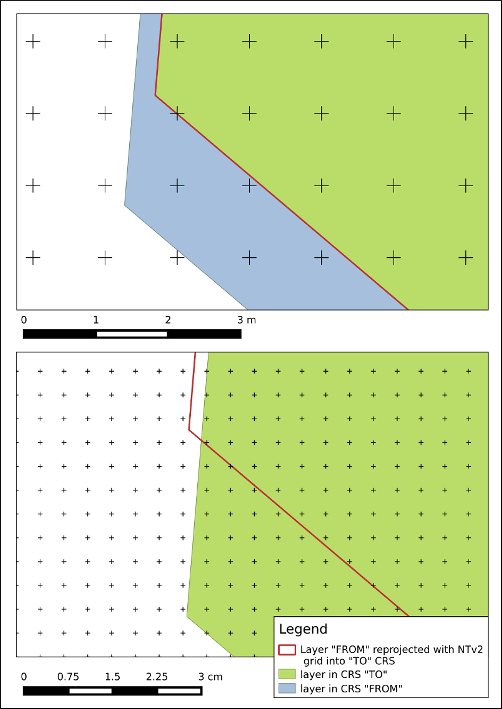 0 1 2 3 m
0 0.75 1.5 2.25 3 cm
Legend
Layer "FROM" reprojected with NTv2
grid into "TO" CRS
layer in CRS "TO"
layer in CRS "FROM"